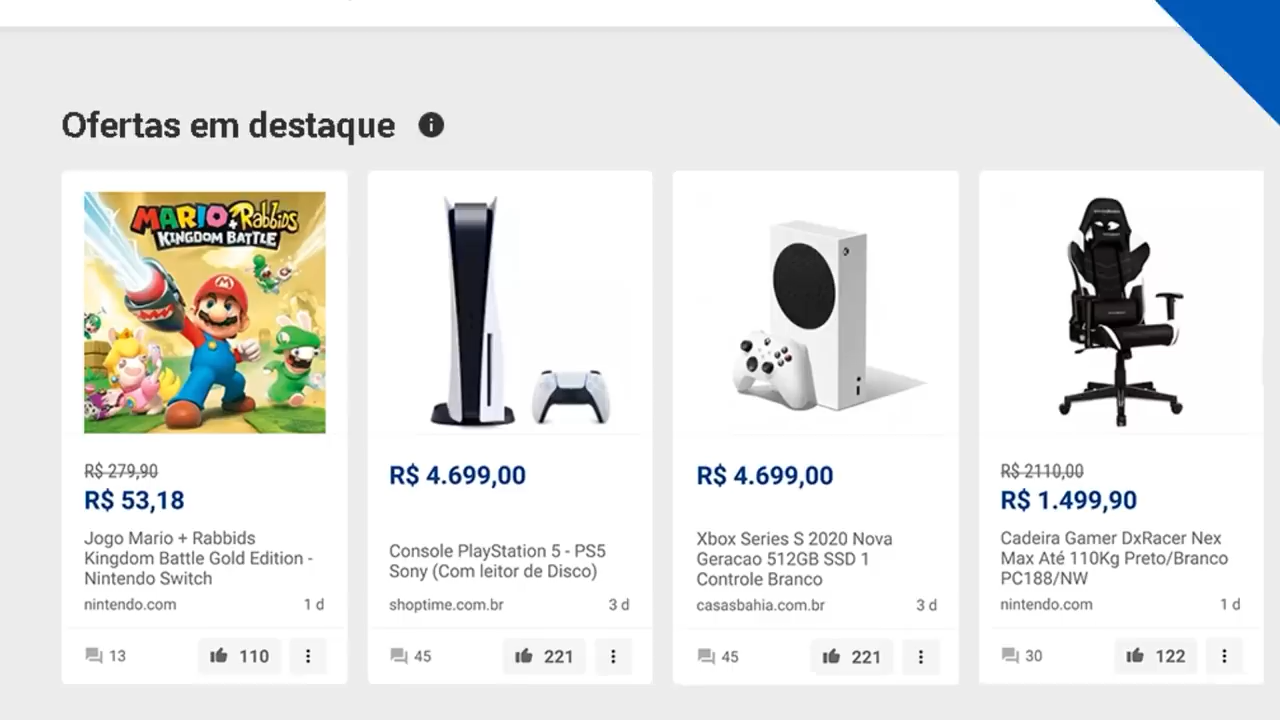 Ofertas em destaque
MARIO + Rabbids
KINGDOM BATTLE
R$ 279,90
R$ 53,18
Jogo Mario + Rabbids
Kingdom Battle Gold Edition -
Nintendo Switch
nintendo.com 1 d
13 110
R$ 4.699,00
Console PlayStation 5 - PS5
Sony (Com leitor de Disco)
shoptime.com.br 3 d
45 221
R$ 4.699,00
Xbox Series S 2020 Nova
Geracao 512GB SSD 1
Controle Branco
casasbahia.com.br 3 d
45 221
R$ 2110,00
R$ 1.499,90
Cadeira Gamer DxRacer Nex
Max Até 110Kg Preto/Branco
PC188/NW
nintendo.com 1 d
30 122